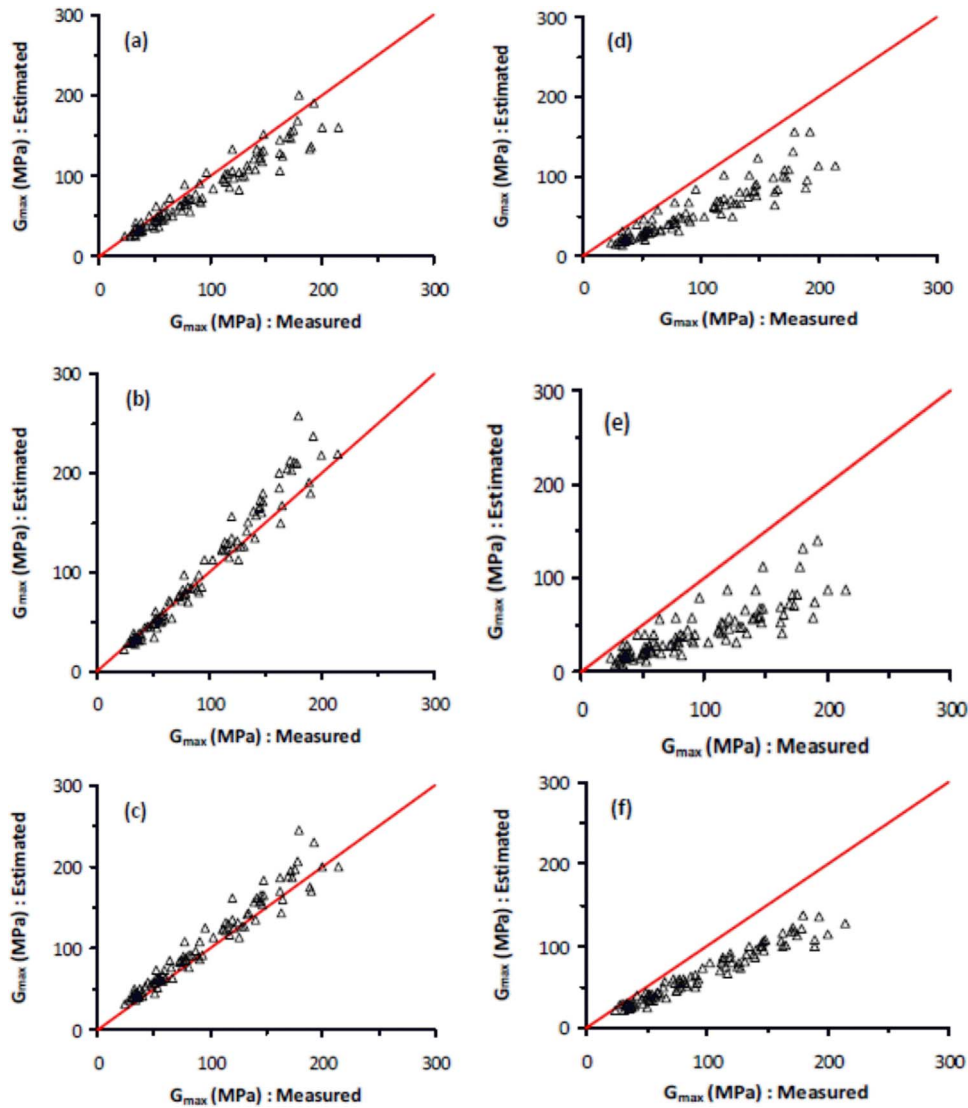 300
(a)
200
100
0
Gmax (MPa) : Estimated
0 100 200 300
Gmax (MPa) : Measured
300
(d)
200
100
0
Gmax (MPa) : Estimated
0 100 200 300
Gmax (MPa) : Measured
300
(b)
200
100
0
Gmax (MPa) : Estimated
0 100 200 300
Gmax (MPa) : Measured
300
(e)
200
100
0
Gmax (MPa) : Estimated
0 100 200 300
Gmax (MPa) : Measured
300
(c)
200
100
0
Gmax (MPa) : Estimated
0 100 200 300
Gmax (MPa) : Measured
300
(f)
200
100
0
Gmax (MPa) : Estimated
0 100 200 300
Gmax (MPa) : Measured